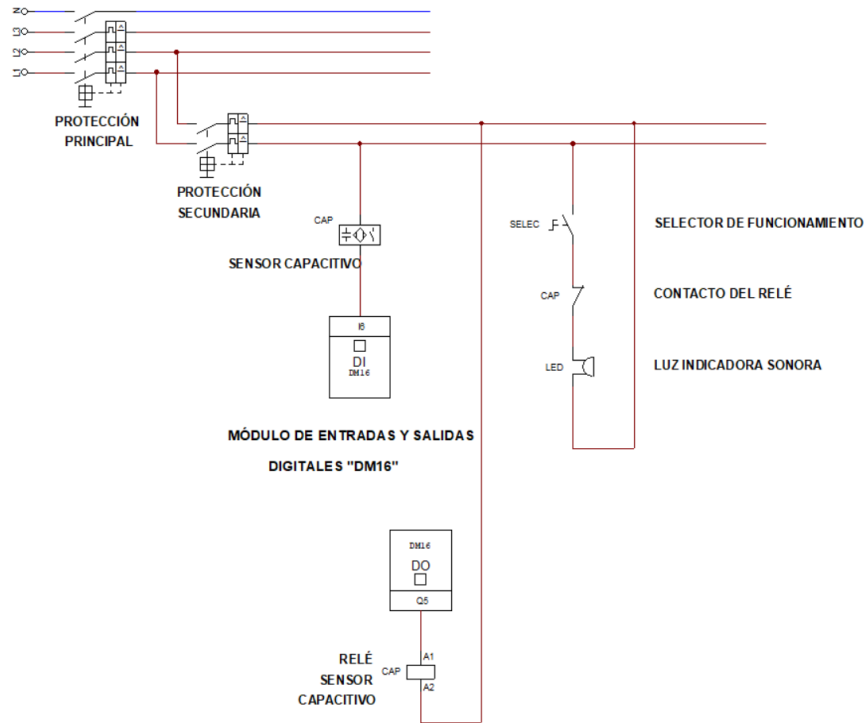 N
L3
L2
L1
PROTECCIÓN
PRINCIPAL
PROTECCIÓN
SECUNDARIA
CAP
SENSOR CAPACITIVO
I6
DI
DM16
MÓDULO DE ENTRADAS Y SALIDAS
DIGITALES "DM16"
SELEC
SELECTOR DE FUNCIONAMIENTO
CAP
CONTACTO DEL RELÉ
LED
LUZ INDICADORA SONORA
DM16
DO
Q5
A1
CAP
A2
RELÉ
SENSOR
CAPACITIVO